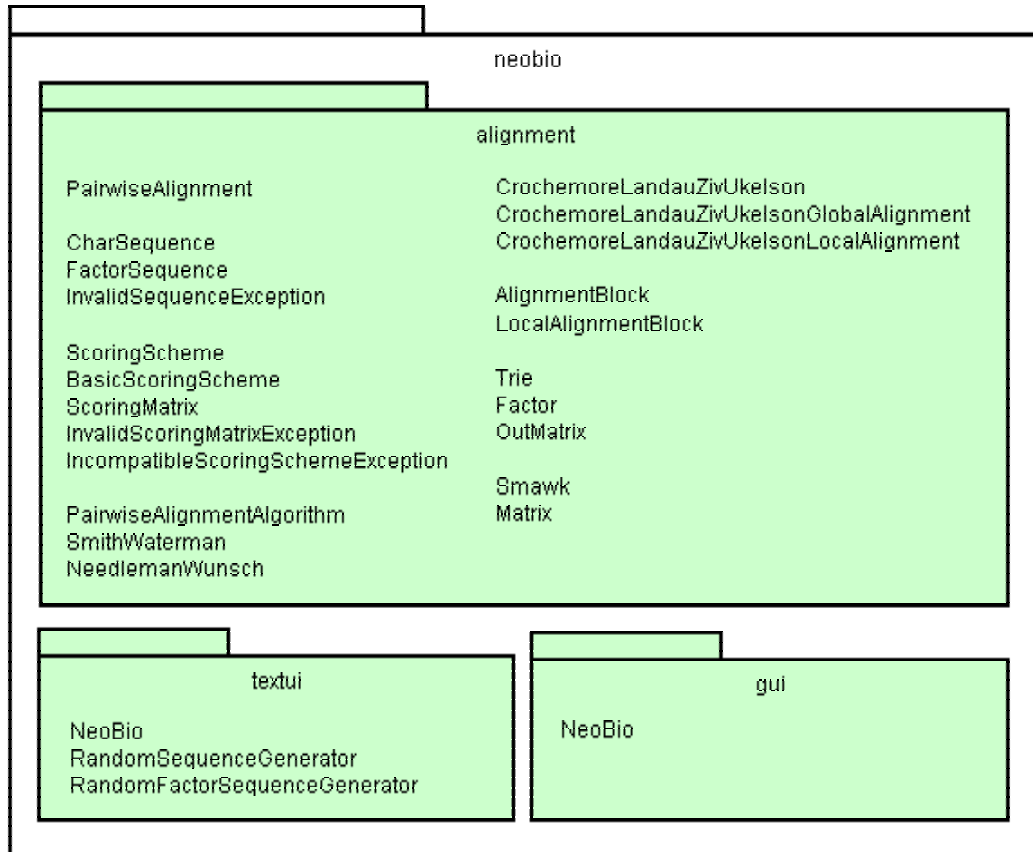 neobio
alignment
PairwiseAlignment
CharSequence
FactorSequence
InvalidSequenceException
ScoringScheme
BasicScoringScheme
ScoringMatrix
InvalidScoringMatrixException
IncompatibleScoringSchemeException
PairwiseAlignmentAlgorithm
SmithWaterman
NeedlemanWunsch
CrochemoreLandauZivUkelson
CrochemoreLandauZivUkelsonGlobalAlignment
CrochemoreLandauZivUkelsonLocalAlignment
AlignmentBlock
LocalAlignmentBlock
Trie
Factor
OutMatrix
Smawk
Matrix
textui
NeoBio
RandomSequenceGenerator
RandomFactorSequenceGenerator
gui
NeoBio